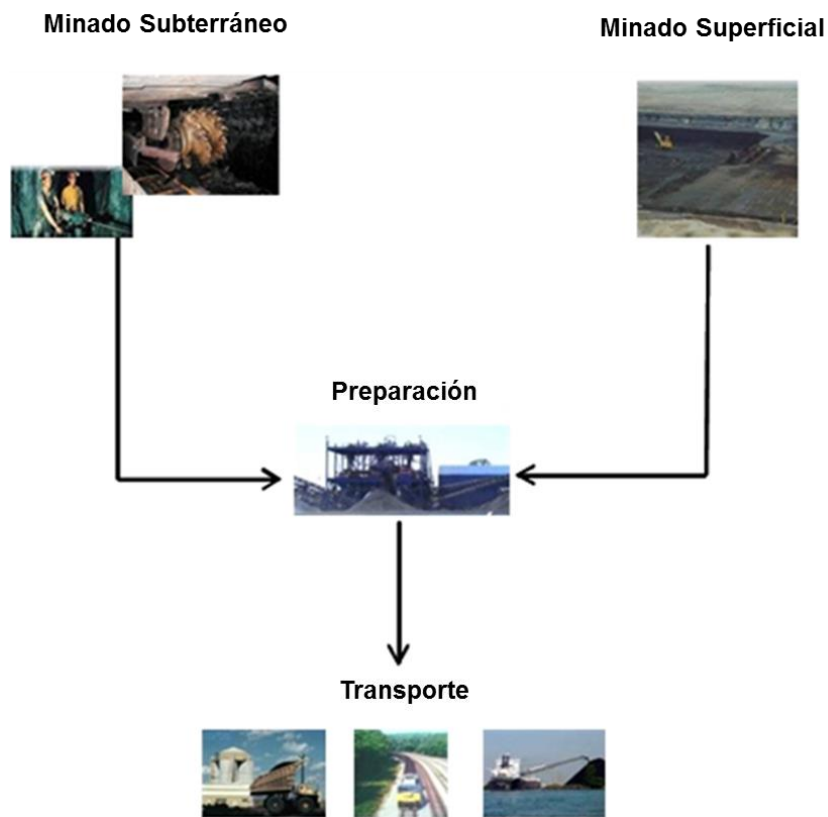 Minado Subterráneo
Minado Superficial
Preparación
Transporte